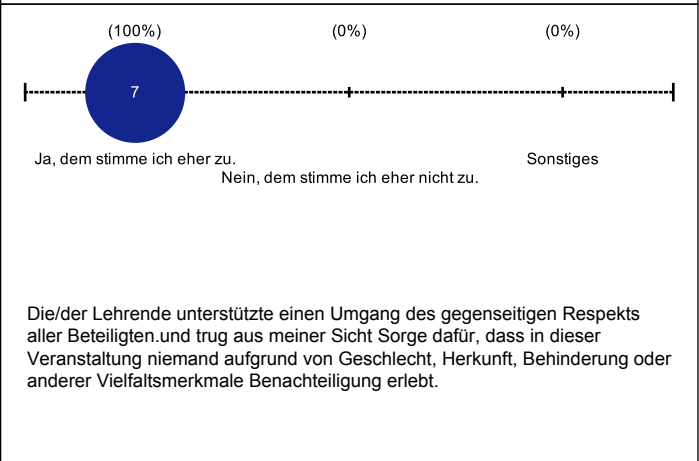 (100%) (0%) (0%)
7
Ja, dem stimme ich eher zu. Sonstiges
Nein, dem stimme ich eher nicht zu.
Die/der Lehrende unterstützte einen Umgang des gegenseitigen Respekts
aller Beteiligten.und trug aus meiner Sicht Sorge dafür, dass in dieser
Veranstaltung niemand aufgrund von Geschlecht, Herkunft, Behinderung oder
anderer Vielfaltsmerkmale Benachteiligung erlebt.